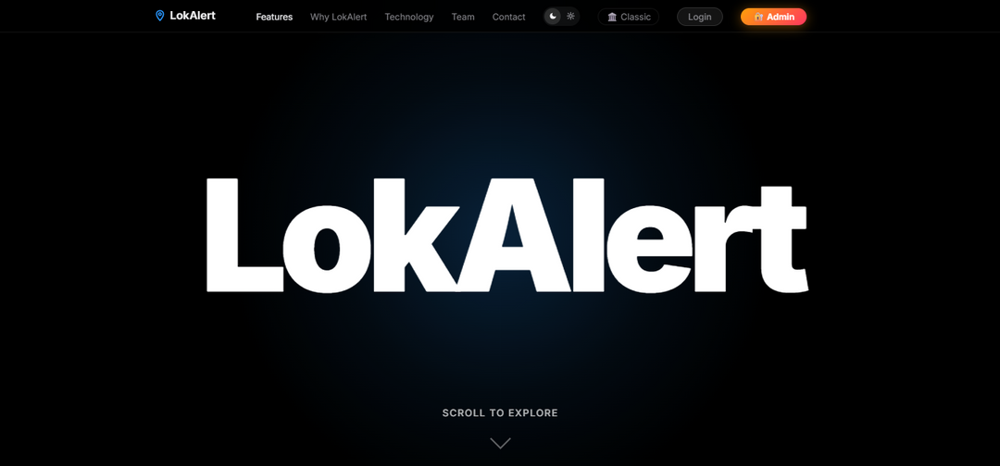 LokAlert
Features
Why LokAlert
Technology
Team
Contact
Classic
Login
Admin
LokAlert
SCROLL TO EXPLORE